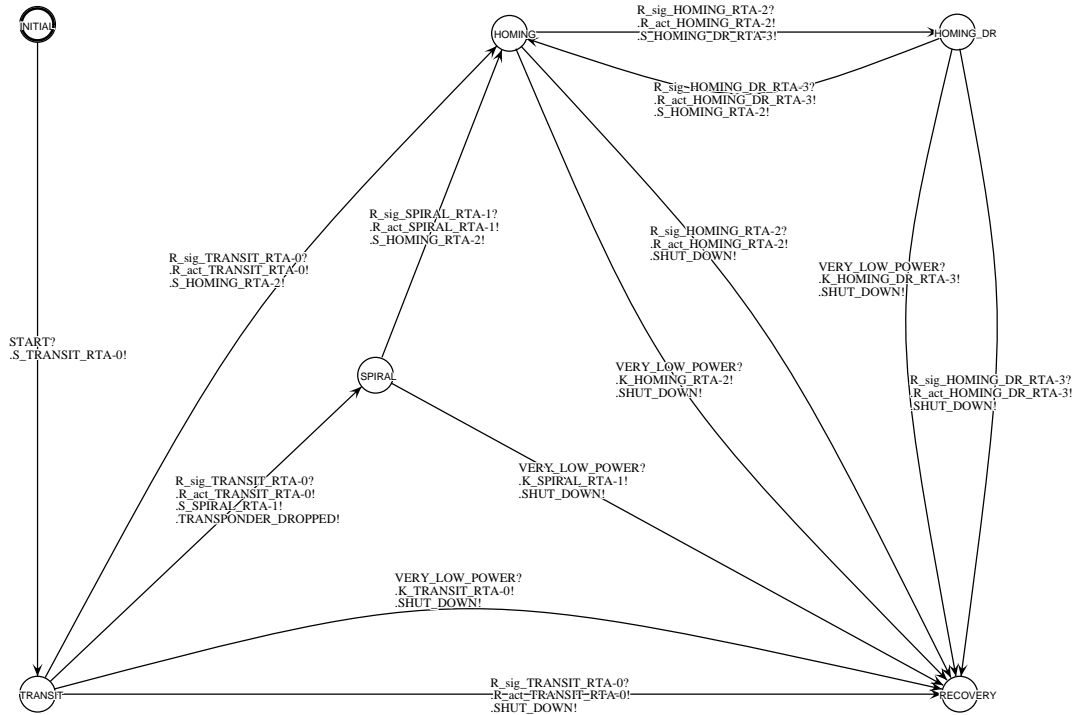 INITIAL
HOMING
R_sig_HOMING_RTA-2?
.R_act_HOMING_RTA-2!
.S_HOMING_DR_RTA-3!
HOMING_DR
R_sig_HOMING_DR_RTA-3?
.R_act_HOMING_DR_RTA-3!
.S_HOMING_RTA-2!
R_sig_SPIRAL_RTA-1?
.R_act_SPIRAL_RTA-1!
.S_HOMING_RTA-2!
R_sig_HOMING_RTA-2?
.R_act_HOMING_RTA-2!
.SHUT_DOWN!
R_sig_TRANSIT_RTA-0?
.R_act_TRANSIT_RTA-0!
.S_HOMING_RTA-2!
VERY_LOW_POWER?
.K_HOMING_DR_RTA-3!
.SHUT_DOWN!
START?
.S_TRANSIT_RTA-0!
SPIRAL
VERY_LOW_POWER?
.K_HOMING_RTA-2!
.SHUT_DOWN!
R_sig_HOMING_DR_RTA-3?
.R_act_HOMING_DR_RTA-3!
.SHUT_DOWN!
R_sig_TRANSIT_RTA-0?
.R_act_TRANSIT_RTA-0!
.S_SPIRAL_RTA-1!
.TRANSPONDER_DROPPED!
VERY_LOW_POWER?
.K_SPIRAL_RTA-1!
.SHUT_DOWN!
VERY_LOW_POWER?
.K_TRANSIT_RTA-0!
.SHUT_DOWN!
TRANSIT
R_sig_TRANSIT_RTA-0?
.R_act_TRANSIT_RTA-0!
.SHUT_DOWN!
RECOVERY